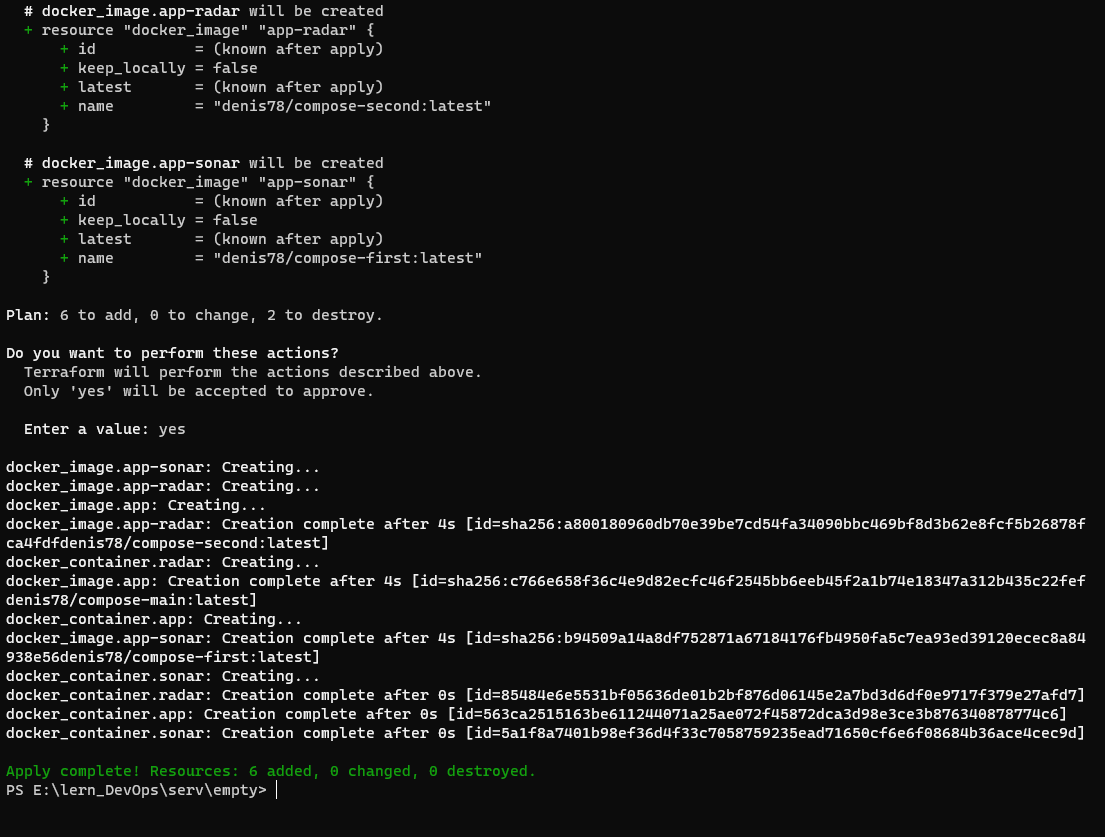 # docker_image.app-radar will be created
+ resource "docker_image" "app-radar" {
+ id = (known after apply)
+ keep_locally = false
+ latest = (known after apply)
+ name = "denis78/compose-second:latest"
}
# docker_image.app-sonar will be created
+ resource "docker_image" "app-sonar" {
+ id = (known after apply)
+ keep_locally = false
+ latest = (known after apply)
+ name = "denis78/compose-first:latest"
}
Plan: 6 to add, 0 to change, 2 to destroy.
Do you want to perform these actions?
Terraform will perform the actions described above.
Only 'yes' will be accepted to approve.
Enter a value: yes
docker_image.app-sonar: Creating...
docker_image.app-radar: Creating...
docker_image.app: Creating...
docker_image.app-radar: Creation complete after 4s [id=sha256:a800180960db70e39be7cd54fa34090bbc469bf8d3b62e8fcf5b26878f
ca4fdfdenis78/compose-second:latest]
docker_container.radar: Creating...
docker_image.app: Creation complete after 4s [id=sha256:c766e658f36c4e9d82ecfc46f2545bb6eeb45f2a1b74e18347a312b435c22fef
denis78/compose-main:latest]
docker_container.app: Creating...
docker_image.app-sonar: Creation complete after 4s [id=sha256:b94509a14a8df752871a67184176fb4950fa5c7ea93ed39120ecec8a84
938e56denis78/compose-first:latest]
docker_container.sonar: Creating...
docker_container.radar: Creation complete after 0s [id=85484e6e5531bf05636de01b2bf876d06145e2a7bd3d6df0e9717f379e27afd7]
docker_container.app: Creation complete after 0s [id=563ca2515163be611244071a25ae072f45872dca3d98e3ce3b876340878774c6]
docker_container.sonar: Creation complete after 0s [id=5a1f8a7401b98ef36d4f33c7058759235ead71650cf6e6f08684b36ace4cec9d]
Apply complete! Resources: 6 added, 0 changed, 0 destroyed.
PS E:\lern_DevOps\serv\empty>